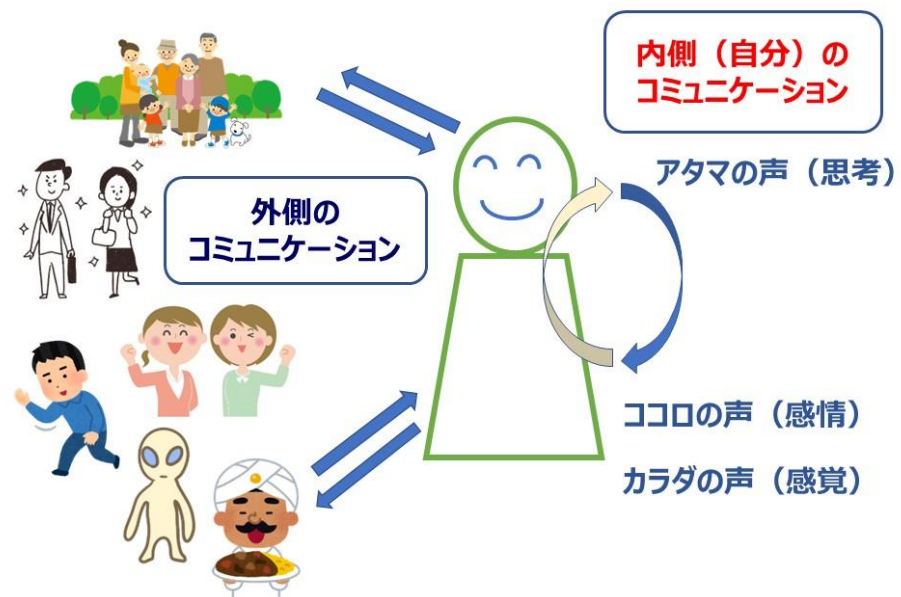 内側（自分）の
コミュニケーション
アタマの声（思考）
外側の
コミュニケーション
ココロの声（感情）
カラダの声（感覚）